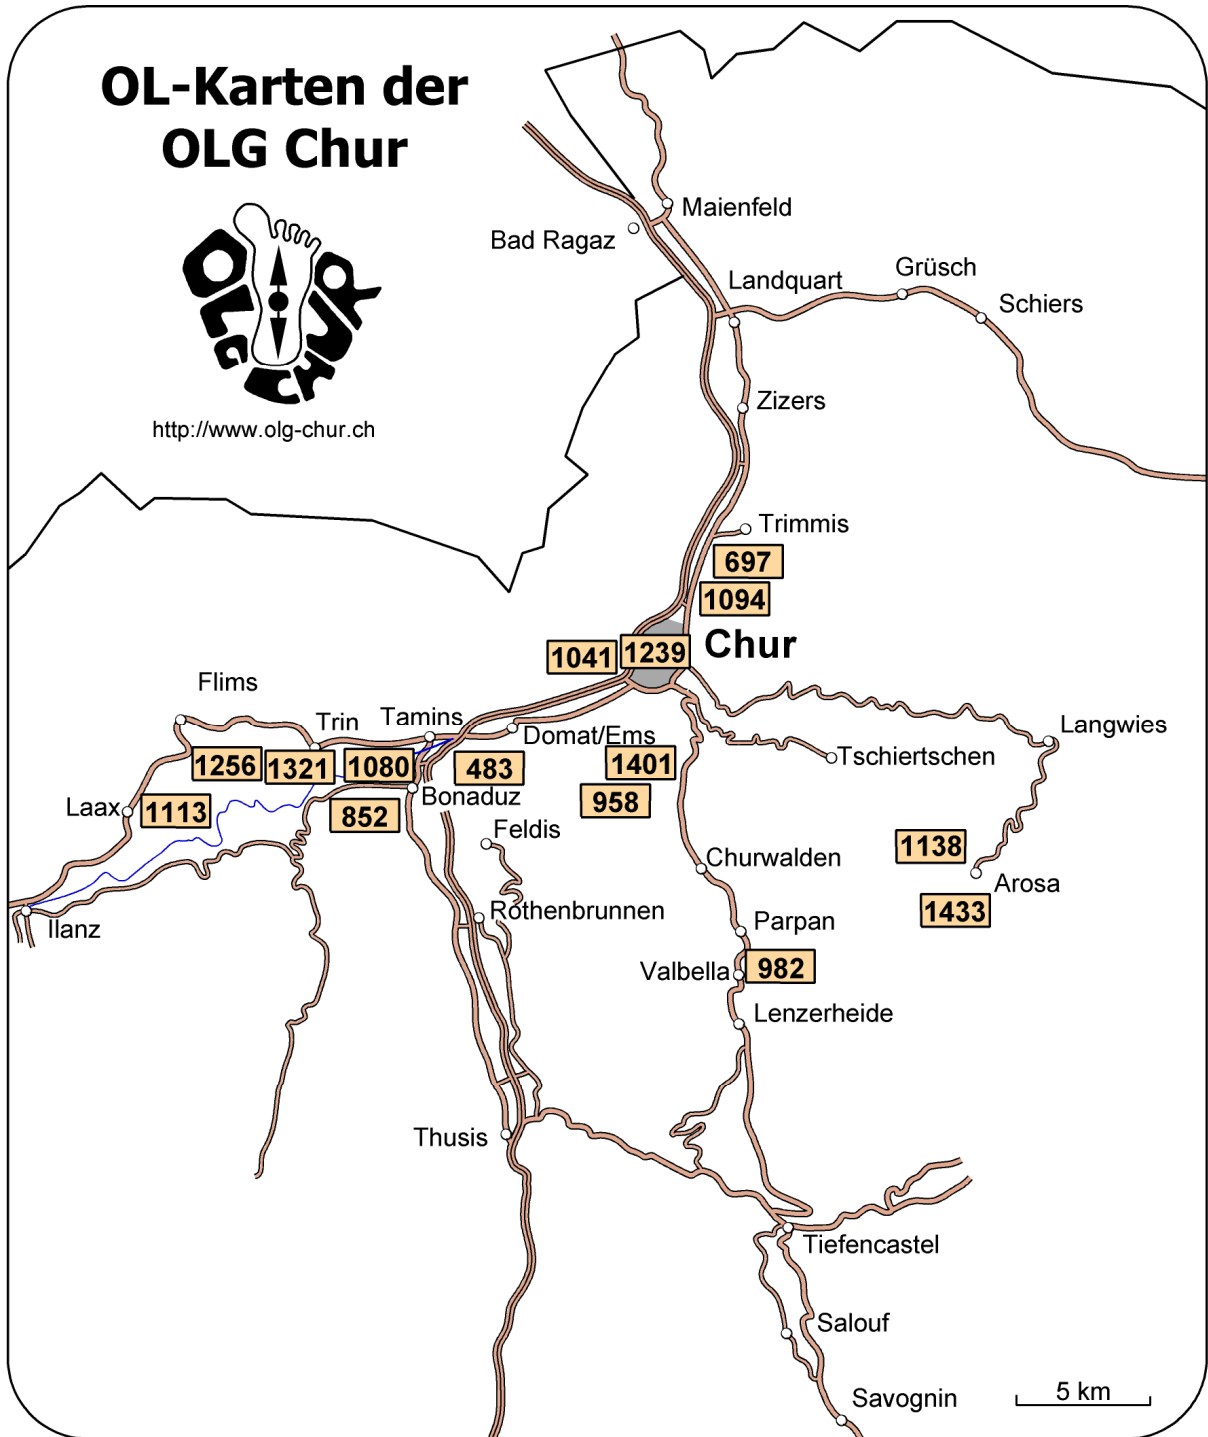 OL-Karten der
OLG Chur
OLG CHUR
http://www.olg-chur.ch
Maienfeld
Bad Ragaz
Landquart
Grüsch
Schiers
Zizers
Trimmis
697
1094
Chur
1041
1239
Flims
Trin
Tamins
Domat/Ems
Langwies
Tschiertschen
1256
1321
1080
483
1401
Bonaduz
958
Laax
1113
852
Feldis
1138
Churwalden
Arosa
Rothenbrunnen
1433
Ilanz
Parpan
Valbella
982
Lenzerheide
Thusis
Tiefencastel
Salouf
Savognin
5 km